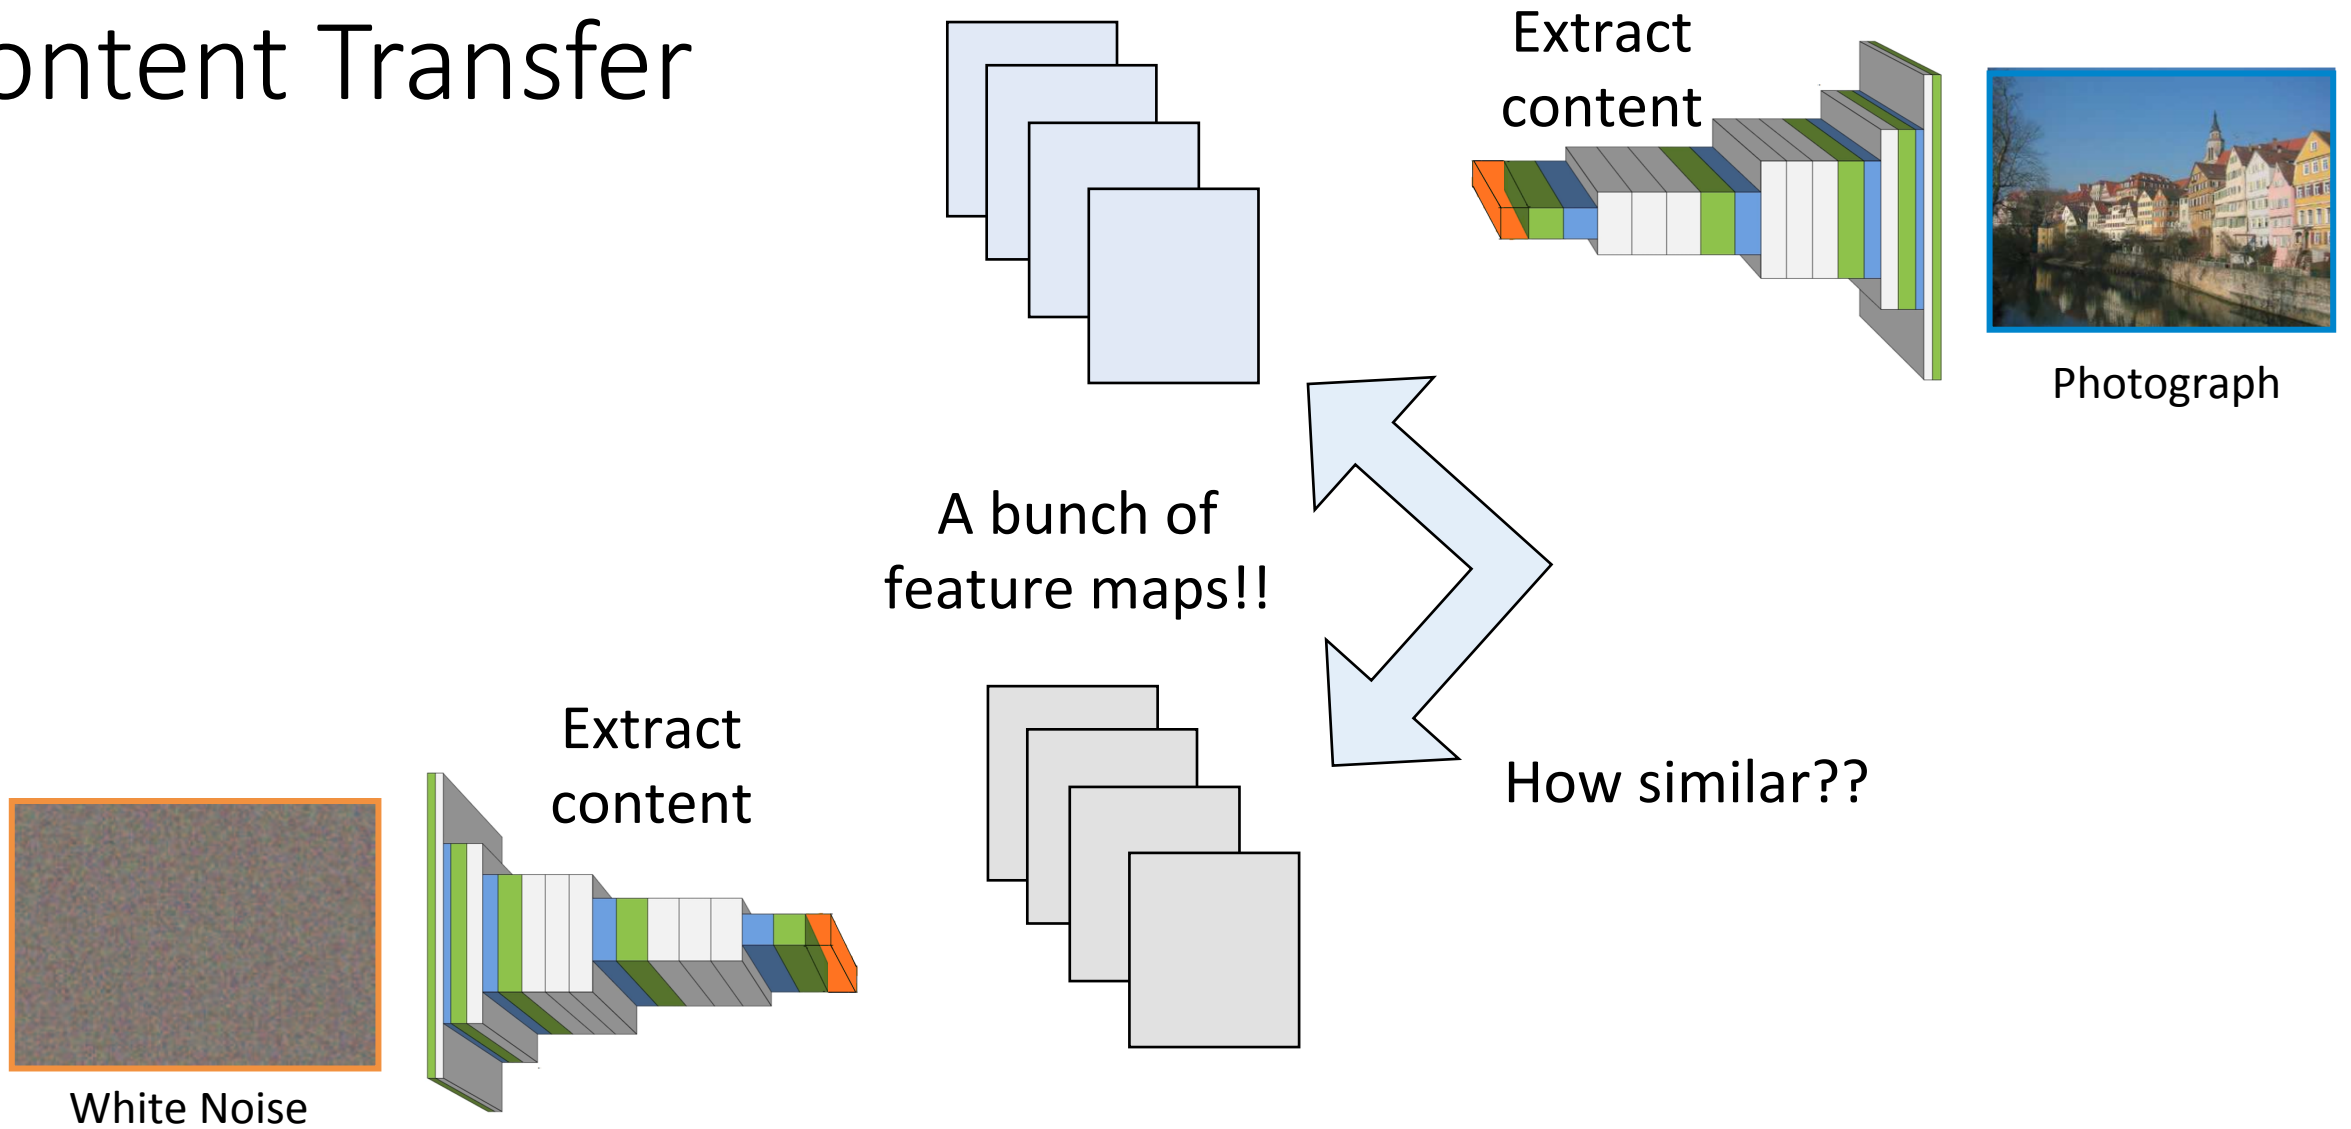 ontent Transfer
Extract
content
Photograph
A bunch of
feature maps!!
Extract
content
How similar??
White Noise